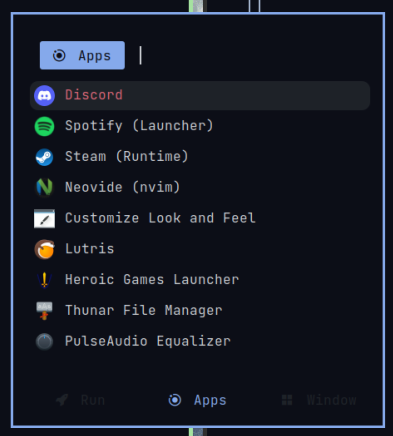 Apps
Discord
Spotify (Launcher)
Steam (Runtime)
Neovide (nvim)
Customize Look and Feel
Lutris
Heroic Games Launcher
Thunar File Manager
PulseAudio Equalizer
Run Apps Window